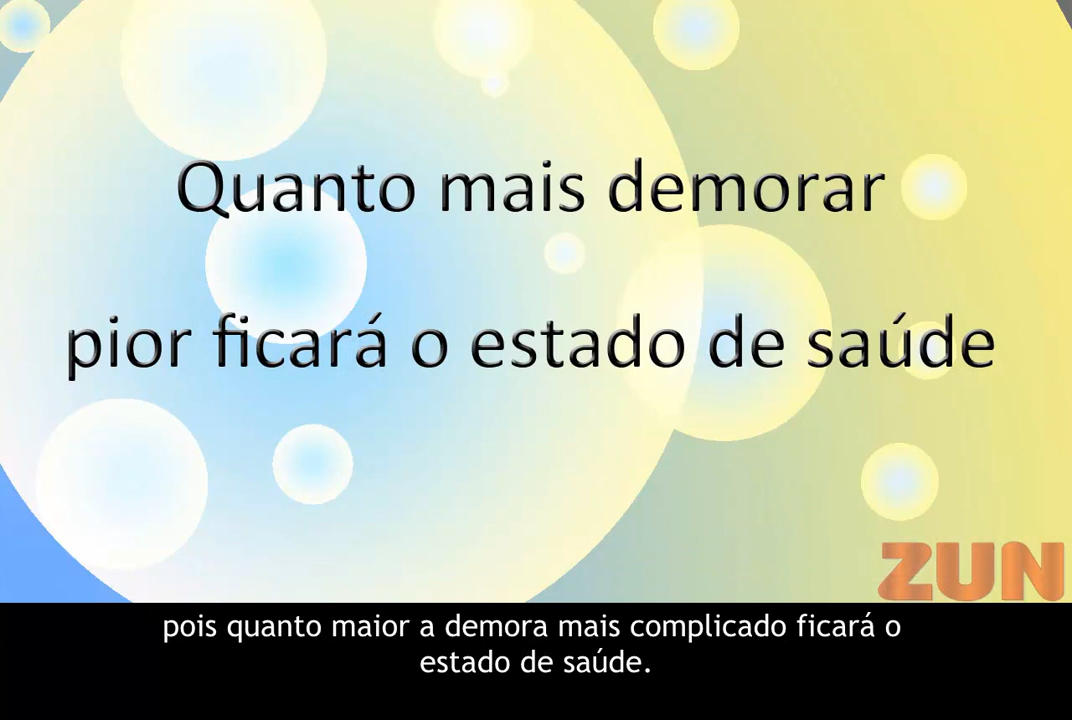 Quanto mais demorar
pior ficará o estado de saúde
ZUN
pois quanto maior a demora mais complicado ficará o
estado de saúde.